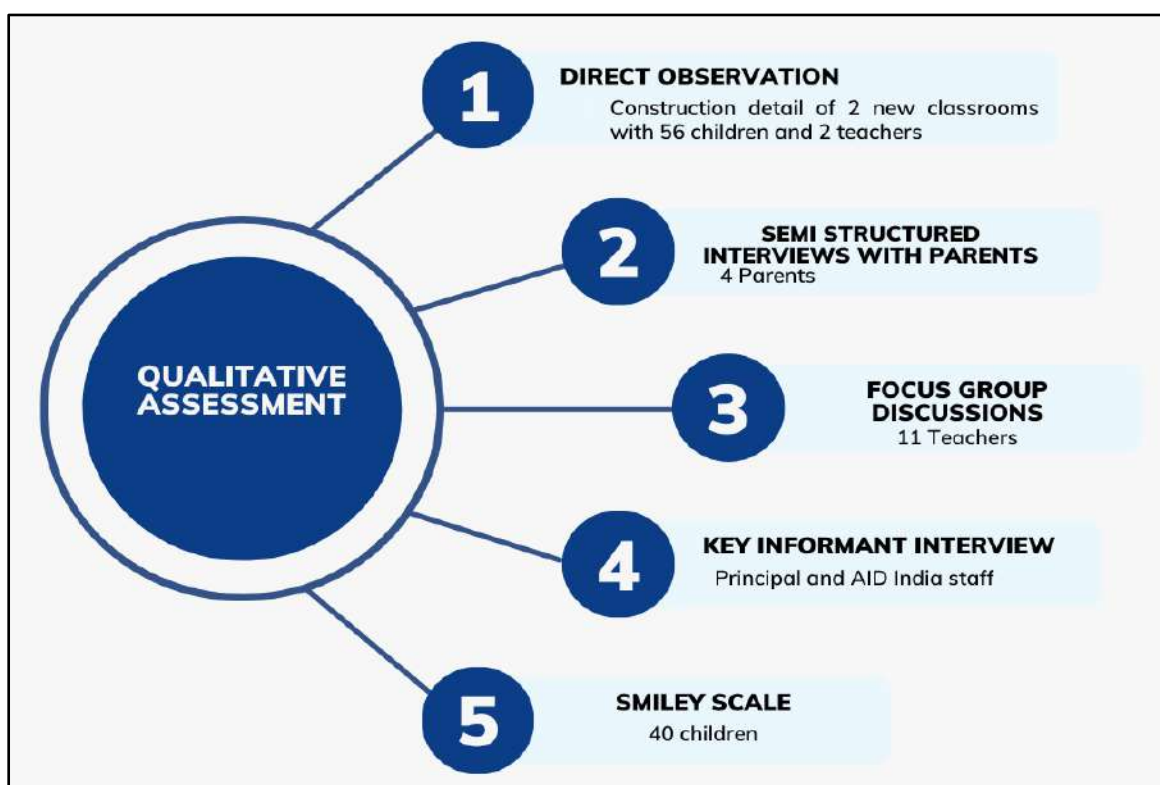 QUALITATIVE
ASSESSMENT
1
DIRECT OBSERVATION
Construction detail of 2 new classrooms
with 56 children and 2 teachers
2
SEMI STRUCTURED
INTERVIEWS WITH PARENTS
4 Parents
3
FOCUS GROUP
DISCUSSIONS
11 Teachers
4
KEY INFORMANT INTERVIEW
Principal and AID India staff
5
SMILEY SCALE
40 children